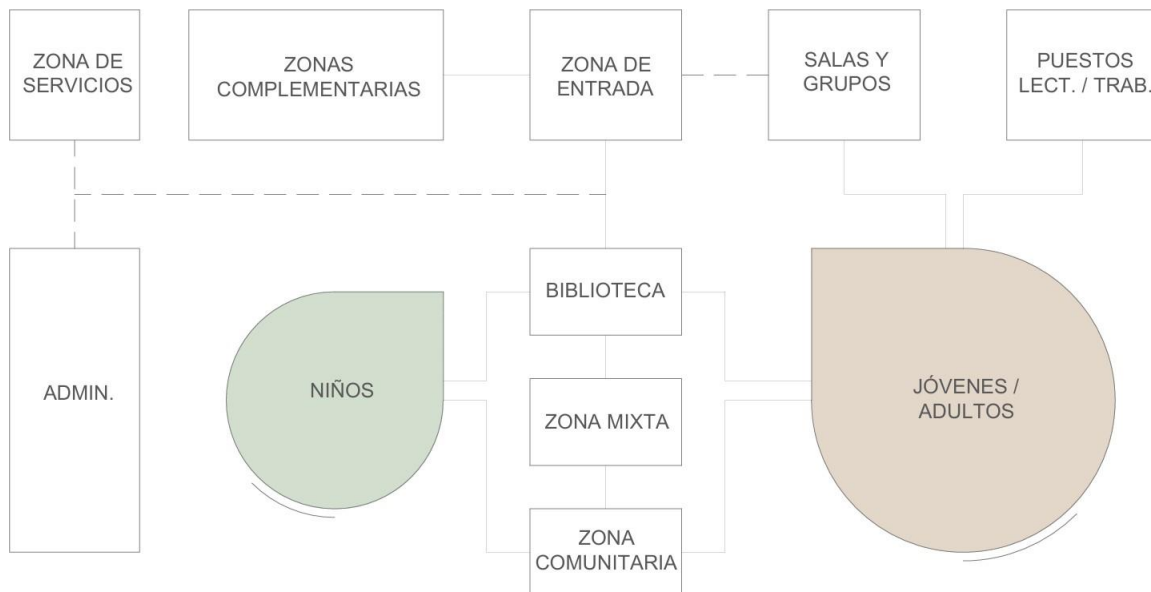 ZONA DE
SERVICIOS
ZONAS
COMPLEMENTARIAS
ZONA DE
ENTRADA
SALAS Y
GRUPOS
PUESTOS
LECT. / TRAB.
ADMIN.
NIÑOS
BIBLIOTECA
ZONA MIXTA
ZONA
COMUNITARIA
JÓVENES /
ADULTOS